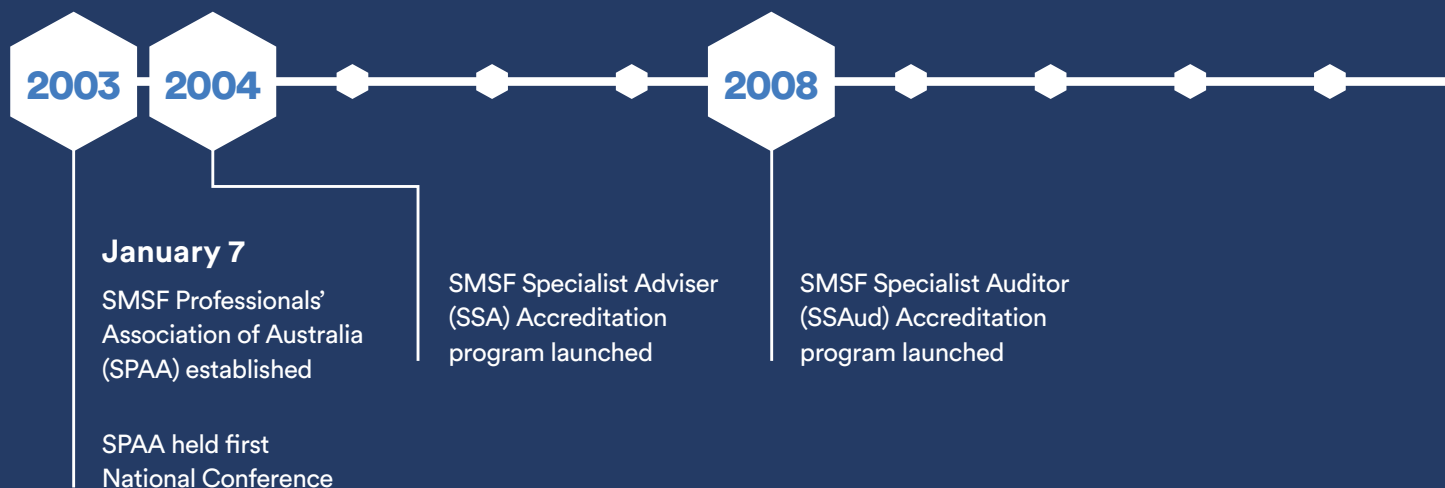 2003
2004
2008
January 7
SMSF Professionals’
Association of Australia
(SPAA) established
SPAA held first
National Conference
SMSF Specialist Adviser
(SSA) Accreditation
program launched
SMSF Specialist Auditor
(SSAud) Accreditation
program launched